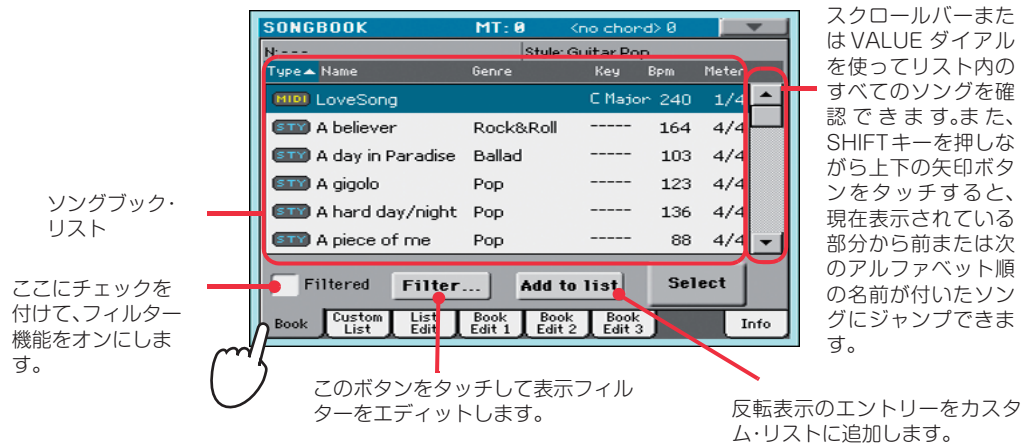 SONGBOOK MT: 0 <no chord> 0
N: --- Style: Guitar Pop
Type Name Genre Key Bpm Meter
MIDI LoveSong C Major 240 1/4
STY A believer Rock&Roll ----- 164 4/4
STY A day in Paradise Ballad ----- 103 4/4
STY A gigolo Pop ----- 123 4/4
STY A hard day/night Pop ----- 136 4/4
STY A piece of me Pop ----- 88 4/4
Filtered Filter... Add to list Select
Book Custom List List Edit Book Edit 1 Book Edit 2 Book Edit 3 Info
ソングブック・
リスト
ここにチェックを
付けて、フィルター
機能をオンにしま
す。
このボタンをタッチして表示フィル
ターをエディットします。
反転表示のエントリーをカスタ
ム・リストに追加します。
スクロールバーまた
は VALUE ダイアル
を使ってリスト内の
すべてのソングを確
認できます。また、
SHIFTキーを押しな
がら上下の矢印ボタ
ンをタッチすると、
現在表示されている
部分から前または次
のアルファベット順
の名前が付いたソン
グにジャンプできま
す。